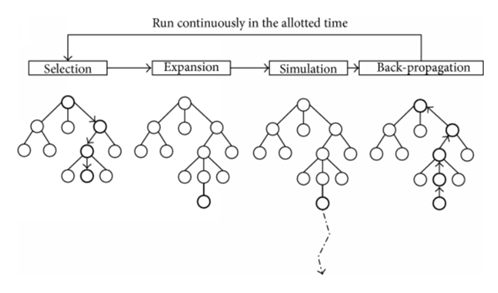 Run continuously in the allotted time
Selection
Expansion
Simulation
Back-propagation